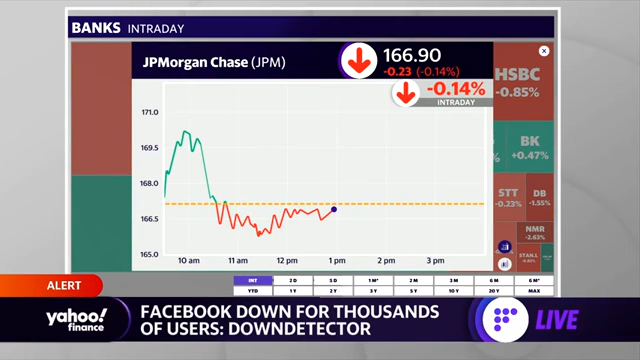 BANKS INTRADAY
JPMorgan Chase (JPM)
166.90
-0.23 (-0.14%)
-0.14%
INTRADAY
HSBC
-0.85%
BK
+0.47%
STT
-0.23%
DB
-1.55%
NMR
-2.63%
STAN.L
171.0
169.5
168.0
166.5
165.0
10 am 11 am 12 pm 1 pm 2 pm 3 pm
INT 2 D 5 D 1 M 2 M 3 M 6 M 6 M
YTD 1 Y 2 Y 3 Y 5 Y 10 Y 20 Y MAX
ALERT
yahoo!
finance
FACEBOOK DOWN FOR THOUSANDS
OF USERS: DOWNDETECTOR
LIVE